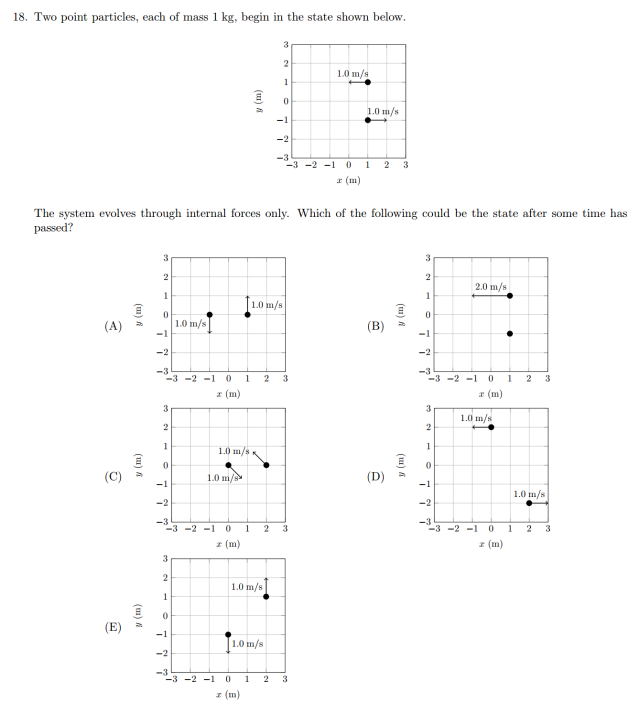 18. Two point particles, each of mass 1 kg, begin in the state shown below.
3
2
1
0
−1
−2
−3
y (m)
1.0 m/s
1.0 m/s
−3 −2 −1 0 1 2 3
x (m)
The system evolves through internal forces only. Which of the following could be the state after some time has
passed?
(A)
3
2
1
0
−1
−2
−3
y (m)
1.0 m/s
1.0 m/s
−3 −2 −1 0 1 2 3
x (m)
(B)
3
2
1
0
−1
−2
−3
y (m)
2.0 m/s
−3 −2 −1 0 1 2 3
x (m)
(C)
3
2
1
0
−1
−2
−3
y (m)
1.0 m/s
1.0 m/s
−3 −2 −1 0 1 2 3
x (m)
(D)
3
2
1
0
−1
−2
−3
y (m)
1.0 m/s
1.0 m/s
−3 −2 −1 0 1 2 3
x (m)
(E)
3
2
1
0
−1
−2
−3
y (m)
1.0 m/s
1.0 m/s
−3 −2 −1 0 1 2 3
x (m)